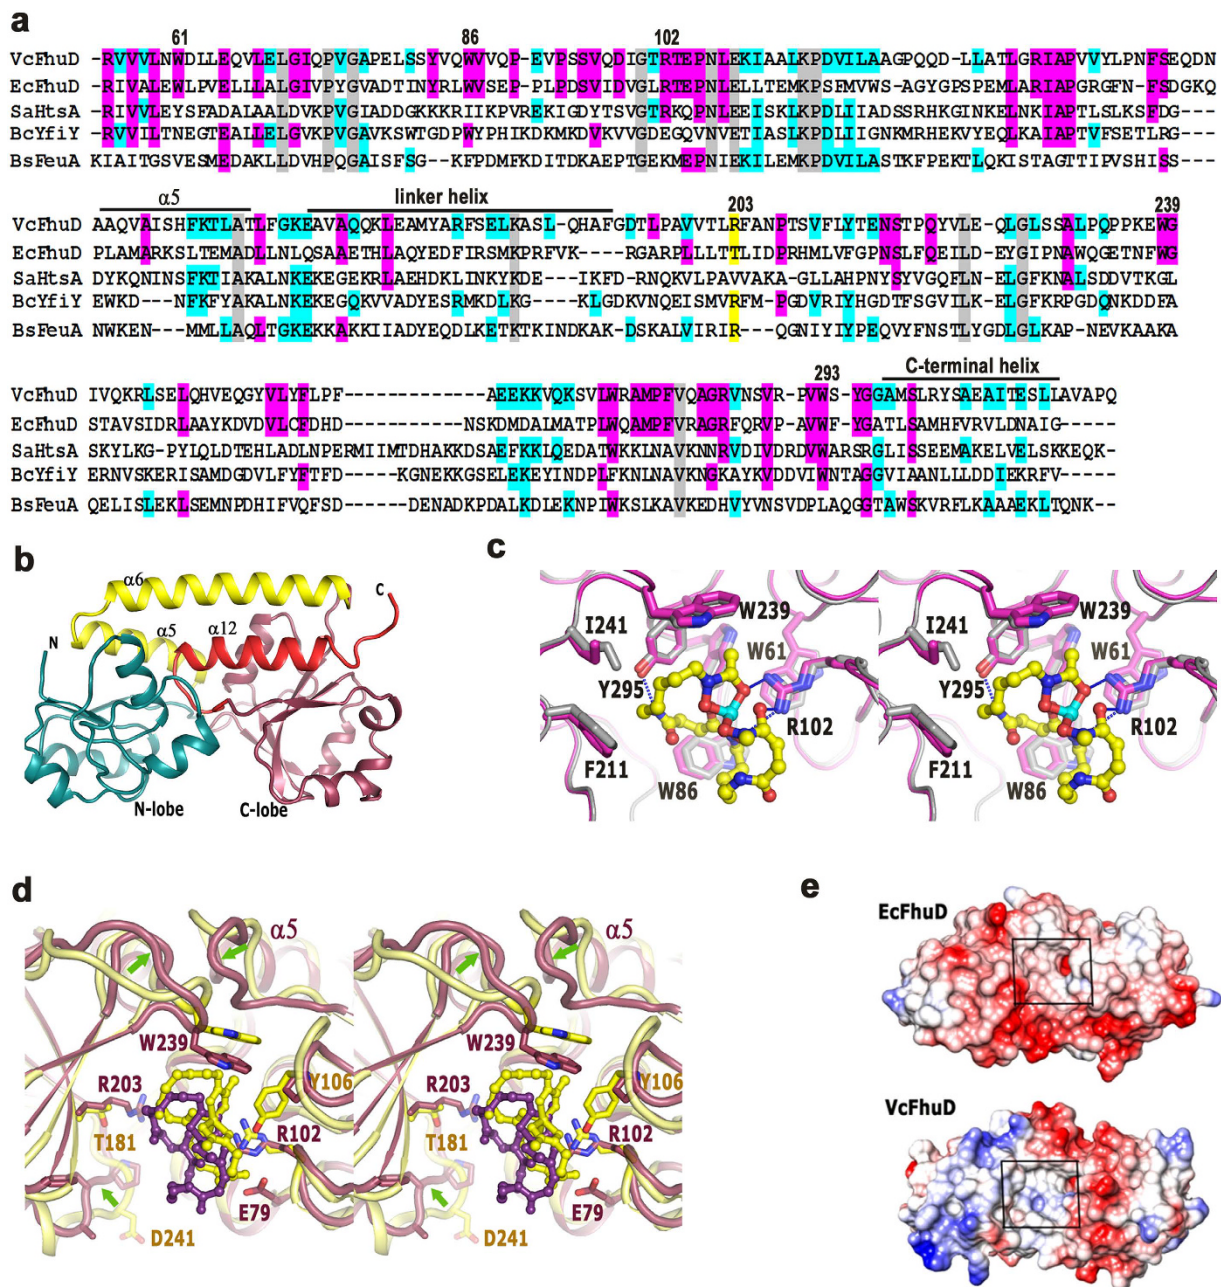 a
61 86 102
VcFhuD -RVVVLNWDLLEQVLELGIQPVGAPELSSYVQWVVQP-EVPSSVQDIGTRTEPNLEKIAALKPDVILAAGPQQD-LLATLGRIAPVVYLPNFSEQDN
EcFhuD -RIVALEWLPVELLLALGIVPYGVADTINYRLWVSEP-PLPDSVIDVGLRTEPNLELLTEMKPSFMVWS-AGYGPSPEMLARIAPGRGFN-FSDGKQ
SaHtsA -RIVVLEYSFADALAALDVKPVGIADDGKKKRIIKPVREKIGDYTSVGTRKQPNLEEISKLKPDLIIADSSRHKGINKELNKIAPTLSLKSFDG---
BcYfiY -RVVILTNEGTEALLELGVKPVGAVKSWTGDPWYPHIKDKMKDVKVVGDEGQVNVETIASLKPDLIIGNKMRHEKVYEQLKAIAPTVFSETLRG---
BsFeuA KIAITGSVESMEDAKLLDVHPQGAISFSG--KFPDMFKDITDKAEPTGEKMEPNIEKILEMKPDVILASTKFPEKTLQKISTAGTTIPVSHISS---
α5 linker helix 203 239
VcFhuD AAQVAISHFKTLATLFGKEAVAQQKLEAMYARFSELKASL-QHAFGDTLPAVVTLRFANPTSVFLYTENSTPQYVLE-QLGLSSALPQPPKEWG
EcFhuD PLAMARKSLTEMADLLNLQSAAETHLAQYEDFIRSMKPRFVK----RGARPLLLTTLIDPRHMLVFGPNSLFQEILD-EYGIPNAWQGETNFWG
SaHtsA DYKQNINSFKTIAKALNKEKEGEKRLAEHDKLINKYKDE---IKFD-RNQKVLPAVVAKA-GLLAHPNYSYVGQFLN-ELGFKNALSDDVTKGL
BcYfiY EWKD---NFKFYAKALNKEKEGQKVVADYESRMKDLKG---KLGDKVNQEISMVRFM-PGDVRIYHGDTFSGVILK-ELGFKRPGDQNKDDFA
BsFeuA NWKEN---MMLLAQLTGKEKKAKKIIADYEQDLKETKTKINDKAK-DSKALVIRIR---QGNIYIYPEQVYFNSTLYGDLGLKAP-NEVKAAKA
293 C-terminal helix
VcFhuD IVQKRLSELQHVEQGYVLYFLPF------------AEEKKVQKSVLWRAMPFVQAGRVNSVR-PVWS-YGGAMSLRYSAEAITESLLAVAPQ
EcFhuD STAVSIDRLAAYKDVDVLCFDHD------------NSKDMDALMATPLWQAMPFVRAGRFQRVP-AVWF-YGATLSAMHFVRVLDNAIG----
SaHtsA SKYLKG-PYLQLDTEHLADLNPERMIIMTDHAKKDSAEFKKLQEDATWKKLNAVKNNRVDIVDRDVWARSRGLISSEEMAKELVELSKKEQK-
BcYfiY ERNVSKERISAMDGDVLFYFTFD------KGNEKKGSELEKEYINDPLFKNLNAVKNGKAYKVDDVIWNTAGGVIAANLLLDDIEKRFV----
BsFeuA QELISLEKLSEMNPDHIFVQFSD------DENADKPDALKDLEKNPIWKSLKAVKEDHVYVNSVDPLAQGGTAWSKVRFLKAAAEKLTQNK--
b
α6
C
α5
α12
N
N-lobe C-lobe
c
W239 W239
I241 W61 I241 W61
Y295 Y295
R102 R102
F211 F211
W86 W86
d
α5 α5
W239 W239
R203 Y106 R203 Y106
T181 R102 T181 R102
E79 E79
D241 D241
e
EcFhuD
VcFhuD